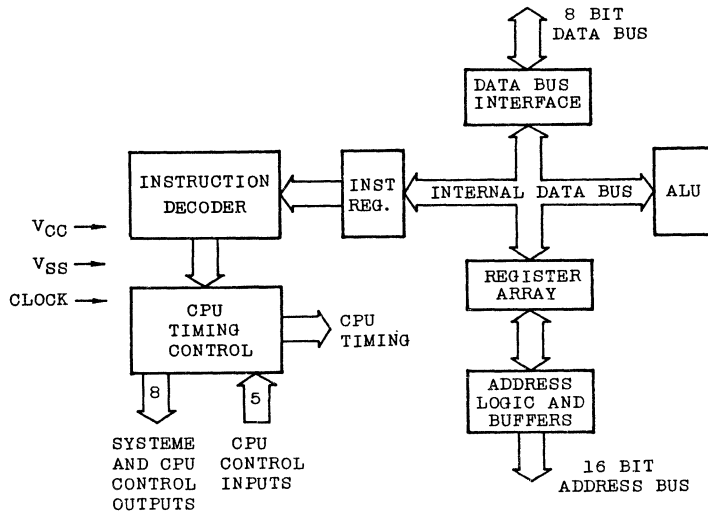 8 BIT
DATA BUS
DATA BUS
INTERFACE
INSTRUCTION
DECODER
INST
REG.
INTERNAL DATA BUS
ALU
VCC
VSS
CLOCK
CPU
TIMING
CONTROL
CPU
TIMING
REGISTER
ARRAY
8
5
ADDRESS
LOGIC AND
BUFFERS
SYSTEME
AND CPU
CONTROL
OUTPUTS
CPU
CONTROL
INPUTS
16 BIT
ADDRESS BUS